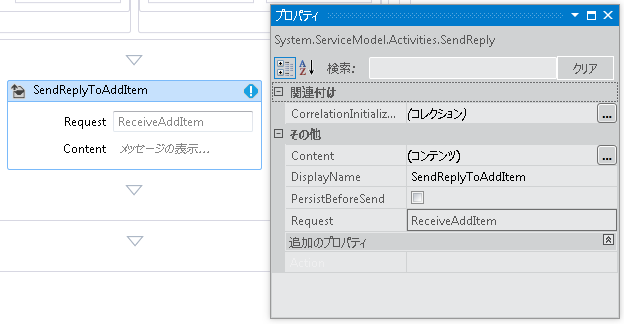 SendReplyToAddItem
Request ReceiveAddItem
Content メッセージの表示...
プロパティ
System.ServiceModel.Activities.SendReply
検索: クリア
関連付け
CorrelationInitializ... (コレクション) ...
その他
Content (コンテンツ) ...
DisplayName SendReplyToAddItem
PersistBeforeSend
Request ReceiveAddItem
追加のプロパティ
Action